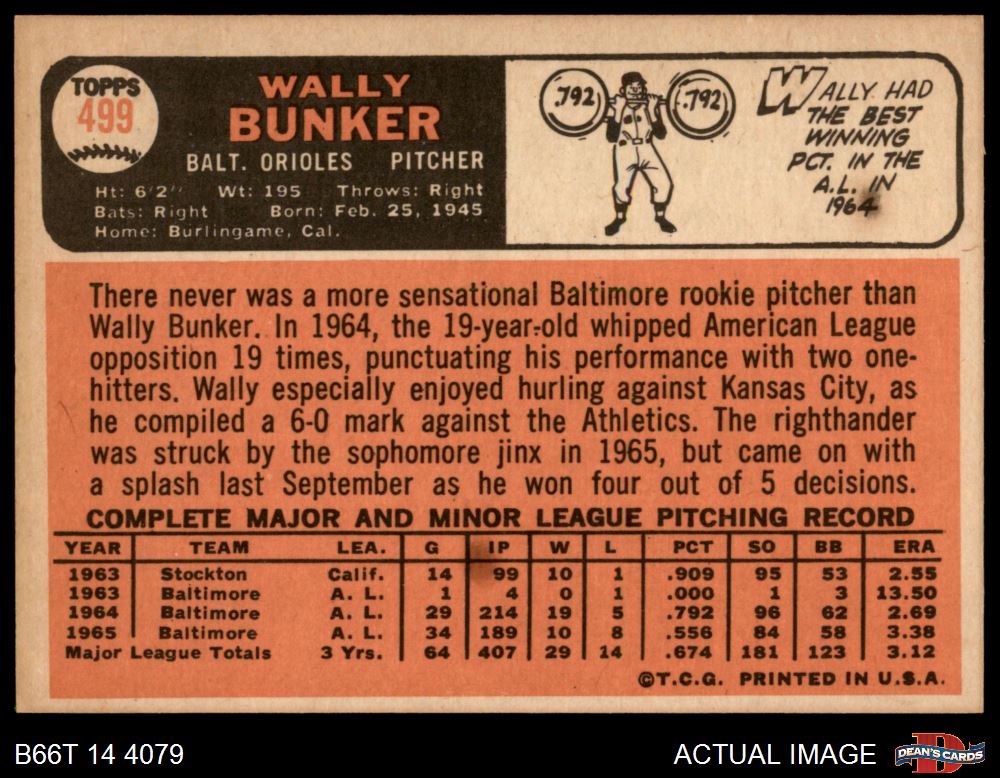 TOPPS
499
WALLY
BUNKER
BALT. ORIOLES PITCHER
Ht: 6'2" Wt: 195 Throws: Right
Bats: Right Born: Feb. 25, 1945
Home: Burlingame, Cal.
.792 .792
WALLY HAD
THE BEST
WINNING
PCT. IN THE
A.L. IN
1964
There never was a more sensational Baltimore rookie pitcher than
Wally Bunker. In 1964, the 19-year-old whipped American League
opposition 19 times, punctuating his performance with two one-
hitters. Wally especially enjoyed hurling against Kansas City, as
he compiled a 6-0 mark against the Athletics. The righthander
was struck by the sophomore jinx in 1965, but came on with
a splash last September as he won four out of 5 decisions.
COMPLETE MAJOR AND MINOR LEAGUE PITCHING RECORD
YEAR TEAM LEA. G IP W L PCT SO BB ERA
1963 Stockton Calif. 14 99 10 1 .909 95 53 2.55
1963 Baltimore A. L. 1 4 0 1 .000 1 3 13.50
1964 Baltimore A. L. 29 214 19 5 .792 96 62 2.69
1965 Baltimore A. L. 34 189 10 8 .556 84 58 3.38
Major League Totals 3 Yrs. 64 407 29 14 .674 181 123 3.12
©T.C.G. PRINTED IN U.S.A.
B66T 14 4079
ACTUAL IMAGE
DEAN'S CARDS